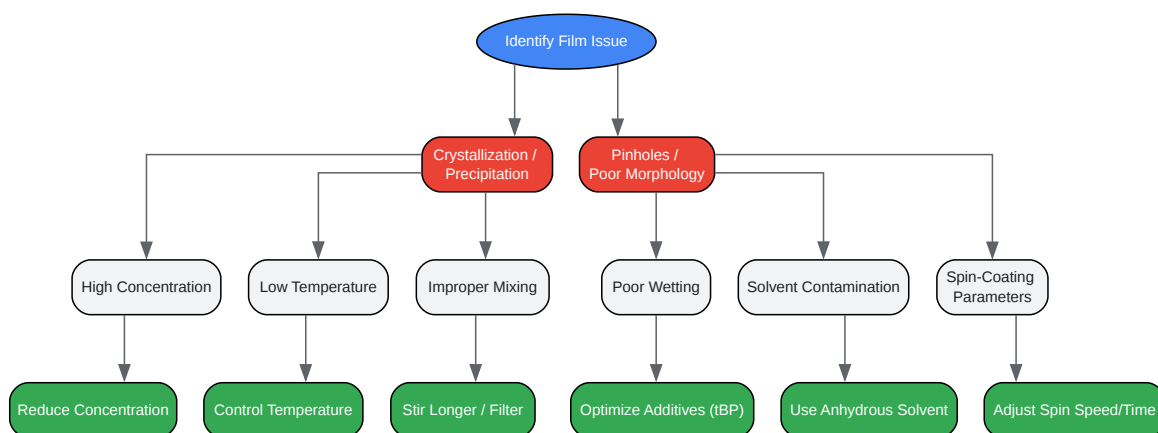 Identify Film Issue
Crystallization /
Precipitation
Pinholes /
Poor Morphology
High Concentration
Low Temperature
Improper Mixing
Poor Wetting
Solvent Contamination
Spin-Coating
Parameters
Reduce Concentration
Control Temperature
Stir Longer / Filter
Optimize Additives (tBP)
Use Anhydrous Solvent
Adjust Spin Speed/Time